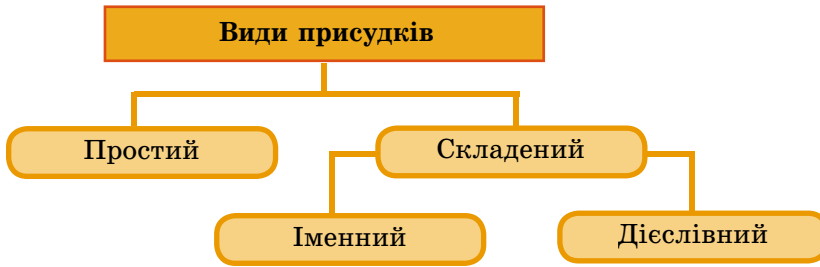 Види присудків
Простий
Складений
Іменний
Дієслівний